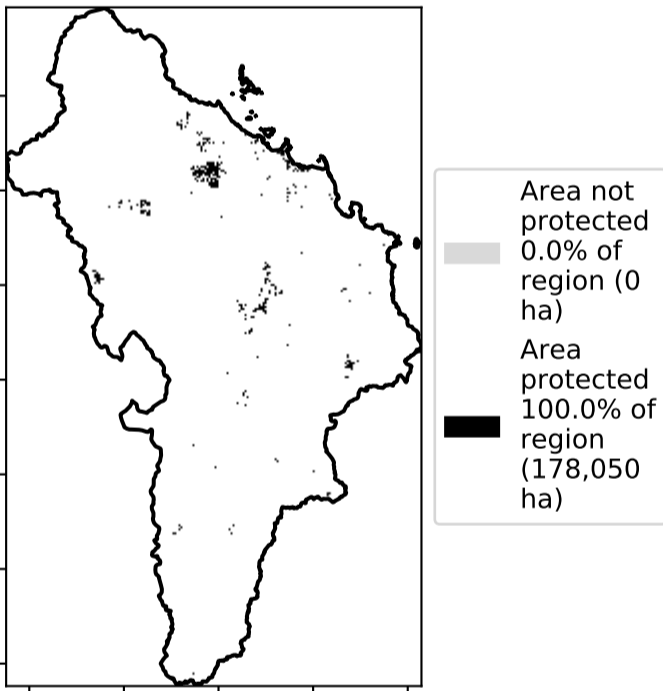 Area not
protected
0.0% of
region (0
ha)
Area
protected
100.0% of
region
(178,050
ha)